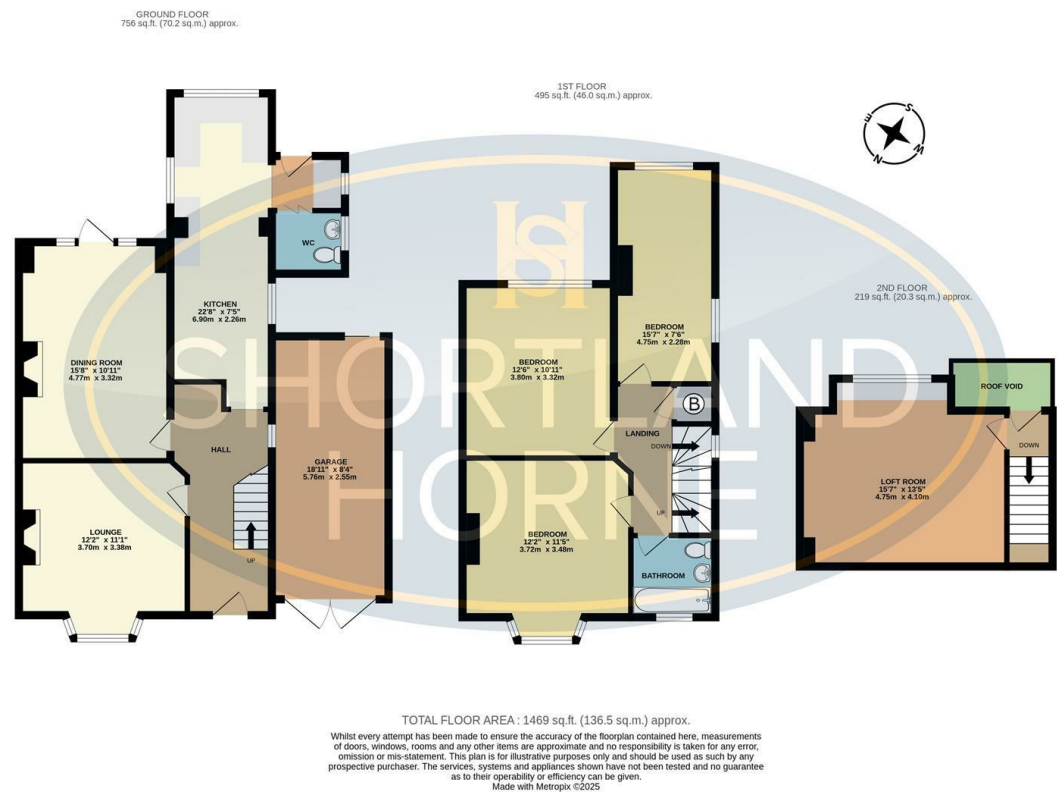 GROUND FLOOR
756 sq.ft. (70.2 sq.m.) approx.
1ST FLOOR
495 sq.ft. (46.0 sq.m.) approx.
2ND FLOOR
219 sq.ft. (20.3 sq.m.) approx.
S
E
W
N
WC
KITCHEN
22'8" x 7'5"
6.90m x 2.26m
DINING ROOM
15'8" x 10'11"
4.77m x 3.32m
HALL
GARAGE
18'11" x 8'4"
5.76m x 2.55m
LOUNGE
12'2" x 11'1"
3.70m x 3.38m
UP
BEDROOM
15'7" x 7'6"
4.75m x 2.28m
BEDROOM
12'6" x 10'11"
3.80m x 3.32m
B
LANDING
DOWN
UP
BEDROOM
12'2" x 11'5"
3.72m x 3.48m
BATHROOM
ROOF VOID
DOWN
LOFT ROOM
15'7" x 13'5"
4.75m x 4.10m
SH
SHORTLAND
HORNE
TOTAL FLOOR AREA : 1469 sq.ft. (136.5 sq.m.) approx.
Whilst every attempt has been made to ensure the accuracy of the floorplan contained here, measurements
of doors, windows, rooms and any other items are approximate and no responsibility is taken for any error,
omission or mis-statement. This plan is for illustrative purposes only and should be used as such by any
prospective purchaser. The services, systems and appliances shown have not been tested and no guarantee
as to their operability or efficiency can be given.
Made with Metropix ©2025